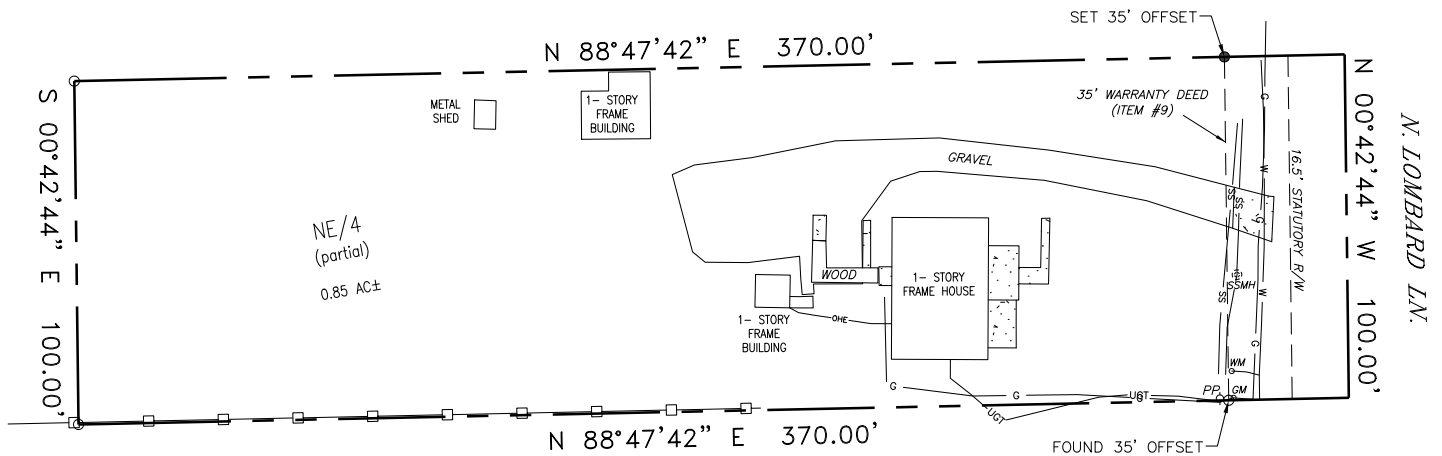 SET 35' OFFSET
N 88°47'42" E 370.00'
METAL
SHED
1- STORY
FRAME
BUILDING
35' WARRANTY DEED
(ITEM #9)
S 00°42'44" E 100.00'
N 00°42'44" W 100.00'
N. LOMBARD LN.
16.5' STATUTORY R/W
GRAVEL
G
W
SS
SS
G
NE/4
(partial)
0.85 AC±
WOOD
1- STORY
FRAME HOUSE
SSMH
SS
W
1- STORY
FRAME
BUILDING
OHE
G
WM
G
G
UGT
PP
GM
UGT
N 88°47'42" E 370.00'
FOUND 35' OFFSET